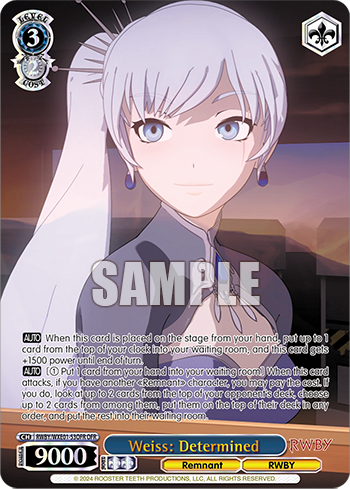 LEVEL
3
2
COST
SAMPLE
AUTO When this card is placed on the stage from your hand, put up to 1
card from the top of your clock into your waiting room, and this card gets
+1500 power until end of turn.
AUTO [① Put 1 card from your hand into your waiting room] When this card
attacks, if you have another «Remnant» character, you may pay the cost. If
you do, look at up to 2 cards from the top of your opponent's deck, choose
up to 2 cards from among them, put them on the top of the deck in any
order, and put the rest into their waiting room.
CH
OFR
Weiss: Determined
RWBY
POWER
9000
Remnant
RWBY
© 2024 ROOSTER TEETH PRODUCTIONS, LLC, ALL RIGHTS RESERVED.